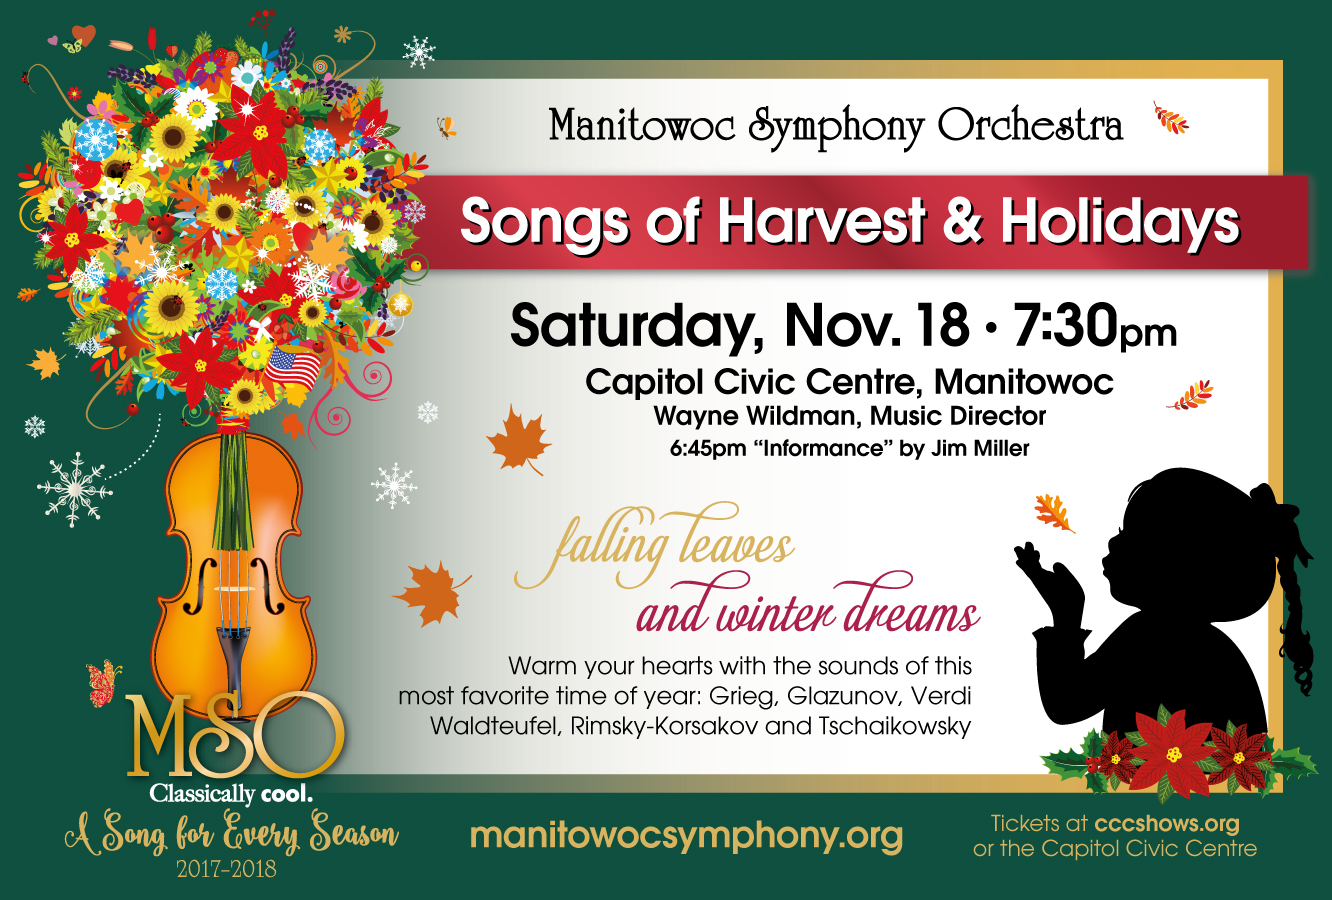 Manitowoc Symphony Orchestra
Songs of Harvest & Holidays
Saturday, Nov. 18 • 7:30pm
Capitol Civic Centre, Manitowoc
Wayne Wildman, Music Director
6:45pm “Informance” by Jim Miller
falling leaves
and winter dreams
Warm your hearts with the sounds of this
most favorite time of year: Grieg, Glazunov, Verdi
Waldteufel, Rimsky-Korsakov and Tschaikowsky
MSO
Classically cool.
A Song for Every Season
2017-2018
manitowocsymphony.org
Tickets at cccshows.org
or the Capitol Civic Centre